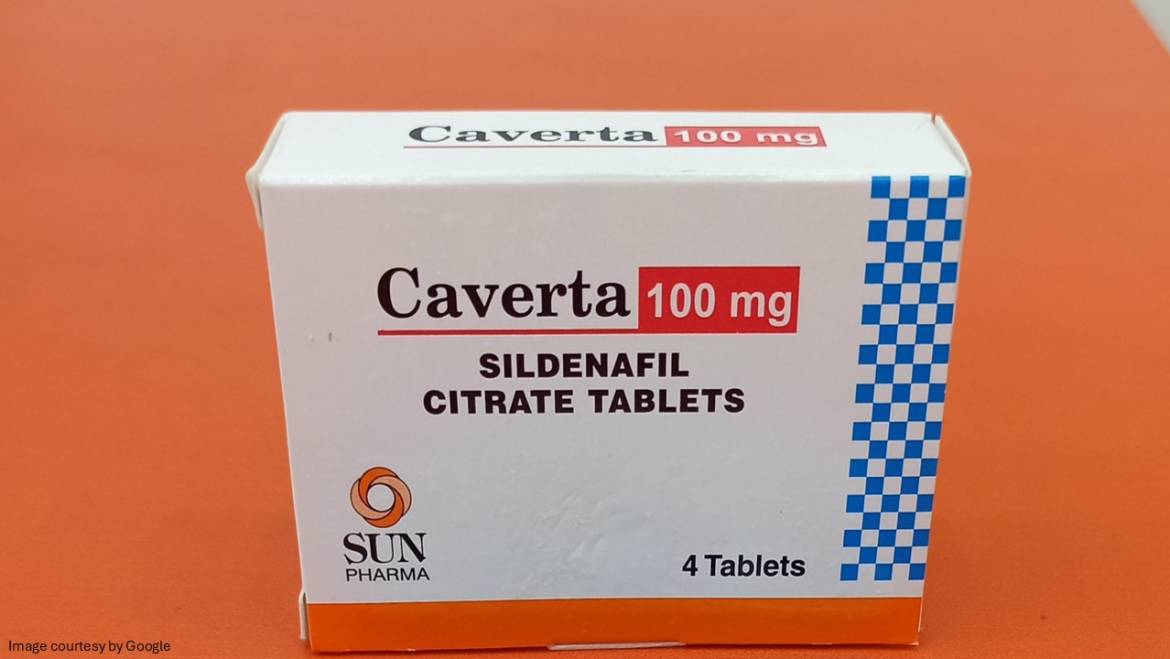 Caverta 100 mg
Caverta 100 mg
SILDENAFIL
CITRATE TABLETS
SUN
PHARMA
4 Tablets
Image courtesy by Google